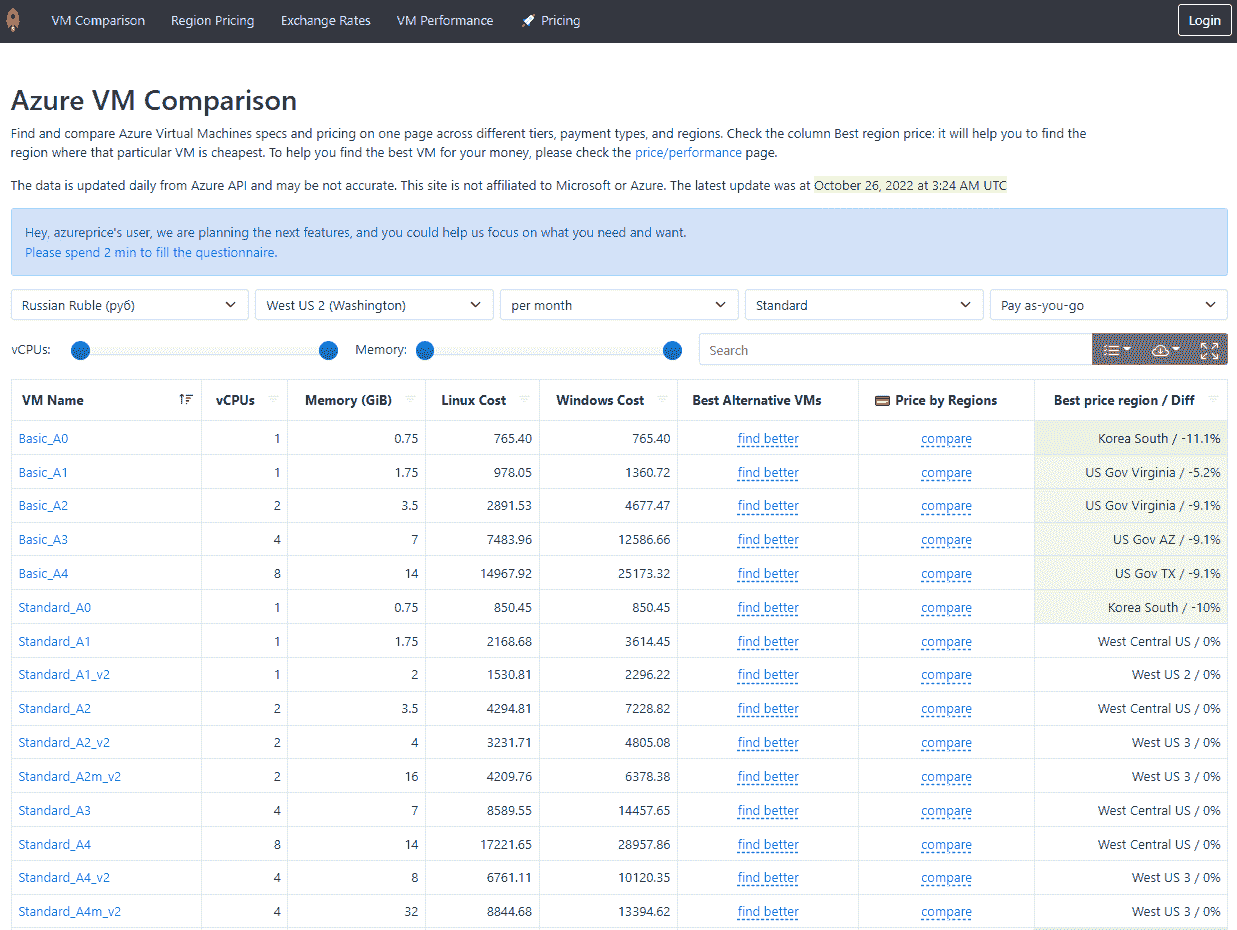 VM Comparison Region Pricing Exchange Rates VM Performance Pricing Login
Azure VM Comparison
Find and compare Azure Virtual Machines specs and pricing on one page across different tiers, payment types, and regions. Check the column Best region price: it will help you to find the
region where that particular VM is cheapest. To help you find the best VM for your money, please check the price/performance page.
The data is updated daily from Azure API and may be not accurate. This site is not affiliated to Microsoft or Azure. The latest update was at October 26, 2022 at 3:24 AM UTC
Hey, azureprice's user, we are planning the next features, and you could help us focus on what you need and want.
Please spend 2 min to fill the questionnaire.
Russian Ruble (руб) West US 2 (Washington) per month Standard Pay as-you-go
vCPUs: Memory: Search
VM Name vCPUs Memory (GiB) Linux Cost Windows Cost Best Alternative VMs Price by Regions Best price region / Diff
Basic_A0 1 0.75 765.40 765.40 find better compare Korea South / -11.1%
Basic_A1 1 1.75 978.05 1360.72 find better compare US Gov Virginia / -5.2%
Basic_A2 2 3.5 2891.53 4677.47 find better compare US Gov Virginia / -9.1%
Basic_A3 4 7 7483.96 12586.66 find better compare US Gov AZ / -9.1%
Basic_A4 8 14 14967.92 25173.32 find better compare US Gov TX / -9.1%
Standard_A0 1 0.75 850.45 850.45 find better compare Korea South / -10%
Standard_A1 1 1.75 2168.68 3614.45 find better compare West Central US / 0%
Standard_A1_v2 1 2 1530.81 2296.22 find better compare West US 2 / 0%
Standard_A2 2 3.5 4294.81 7228.82 find better compare West Central US / 0%
Standard_A2_v2 2 4 3231.71 4805.08 find better compare West US 3 / 0%
Standard_A2m_v2 2 16 4209.76 6378.38 find better compare West US 3 / 0%
Standard_A3 4 7 8589.55 14457.65 find better compare West Central US / 0%
Standard_A4 8 14 17221.65 28957.86 find better compare West Central US / 0%
Standard_A4_v2 4 8 6761.11 10120.35 find better compare West US 3 / 0%
Standard_A4m_v2 4 32 8844.68 13394.62 find better compare West US 3 / 0%